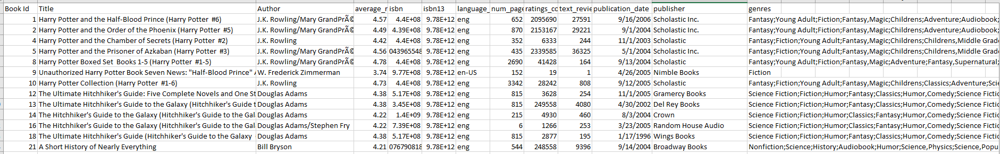 Book Id Title Author average_r isbn isbn13 language_ num_page ratings_co text_revie publication_date publisher genres
1 Harry Potter and the Half-Blood Prince (Harry Potter #6) J.K. Rowling/Mary GrandPrÃ© 4.57 4.4E+08 9.78E+12 eng 652 2095690 27591 9/16/2006 Scholastic Inc. Fantasy;Young Adult;Fiction;Fantasy,Magic;Childrens;Adventure;Audiobook;
2 Harry Potter and the Order of the Phoenix (Harry Potter #5) J.K. Rowling/Mary GrandPrÃ© 4.49 4.39E+08 9.78E+12 eng 870 2153167 29221 9/1/2004 Scholastic Inc. Fantasy;Young Adult;Fiction;Fantasy,Magic;Childrens;Adventure;Audiobook;
4 Harry Potter and the Chamber of Secrets (Harry Potter #2) J.K. Rowling 4.42 4.4E+08 9.78E+12 eng 352 6333 244 11/1/2003 Scholastic Fantasy;Fiction;Young Adult;Fantasy,Magic;Childrens;Childrens,Middle Grade
5 Harry Potter and the Prisoner of Azkaban (Harry Potter #3) J.K. Rowling/Mary GrandPrÃ© 4.56 043965548 9.78E+12 eng 435 2339585 36325 5/1/2004 Scholastic Inc. Fantasy;Fiction;Young Adult;Fantasy,Magic;Childrens;Childrens,Middle Grade
8 Harry Potter Boxed Set Books 1-5 (Harry Potter #1-5) J.K. Rowling/Mary GrandPrÃ© 4.78 4.4E+08 9.78E+12 eng 2690 41428 164 9/13/2004 Scholastic Fantasy;Young Adult;Fiction;Fantasy,Magic;Adventure;Fantasy,Supernatural;
9 Unauthorized Harry Potter Book Seven News: "Half-Blood Prince" W. Frederick Zimmerman 3.74 9.77E+08 9.78E+12 en-US 152 19 1 4/26/2005 Nimble Books Fiction
10 Harry Potter Collection (Harry Potter #1-6) J.K. Rowling 4.73 4.4E+08 9.78E+12 eng 3342 28242 808 9/12/2005 Scholastic Fantasy;Fiction;Young Adult;Fantasy,Magic;Childrens;Classics;Adventure;Scie
12 The Ultimate Hitchhiker's Guide: Five Complete Novels and One St Douglas Adams 4.38 5.17E+08 9.78E+12 eng 815 3628 254 11/1/2005 Gramercy Books Science Fiction;Fiction;Humor;Fantasy;Classics;Humor,Comedy;Science Fictio
13 The Ultimate Hitchhiker's Guide to the Galaxy (Hitchhiker's Guide t Douglas Adams 4.38 3.45E+08 9.78E+12 eng 815 249558 4080 4/30/2002 Del Rey Books Science Fiction;Fiction;Humor;Fantasy;Classics;Humor,Comedy;Science Fictio
14 The Hitchhiker's Guide to the Galaxy (Hitchhiker's Guide to the Gal Douglas Adams 4.22 1.4E+09 9.78E+12 eng 215 4930 460 8/3/2004 Crown Science Fiction;Fiction;Humor;Classics;Fantasy;Humor,Comedy;Science Fictio
16 The Hitchhiker's Guide to the Galaxy (Hitchhiker's Guide to the Gal Douglas Adams/Stephen Fry 4.22 7.39E+08 9.78E+12 eng 6 1266 253 3/23/2005 Random House Audio Science Fiction;Fiction;Humor;Classics;Fantasy;Humor,Comedy;Science Fictio
18 The Ultimate Hitchhiker's Guide (Hitchhiker's Guide to the Galaxy Douglas Adams 4.38 5.17E+08 9.78E+12 eng 815 2877 195 1/17/1996 Wings Books Science Fiction;Fiction;Humor;Fantasy;Classics;Humor,Comedy;Science Fictio
21 A Short History of Nearly Everything Bill Bryson 4.21 076790818 9.78E+12 eng 544 248558 9396 9/14/2004 Broadway Books Nonfiction;Science;History;Audiobook;Humor;Science,Physics;Science,Popu